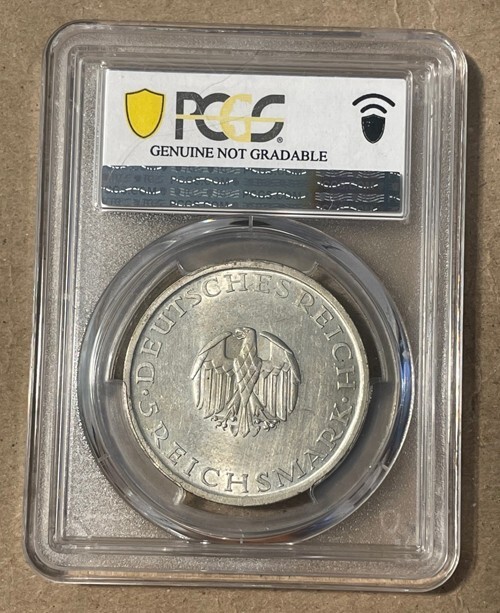 PCGS
GENUINE NOT GRADABLE
DEUTSCHES REICH
· 5 REICHSMARK ·